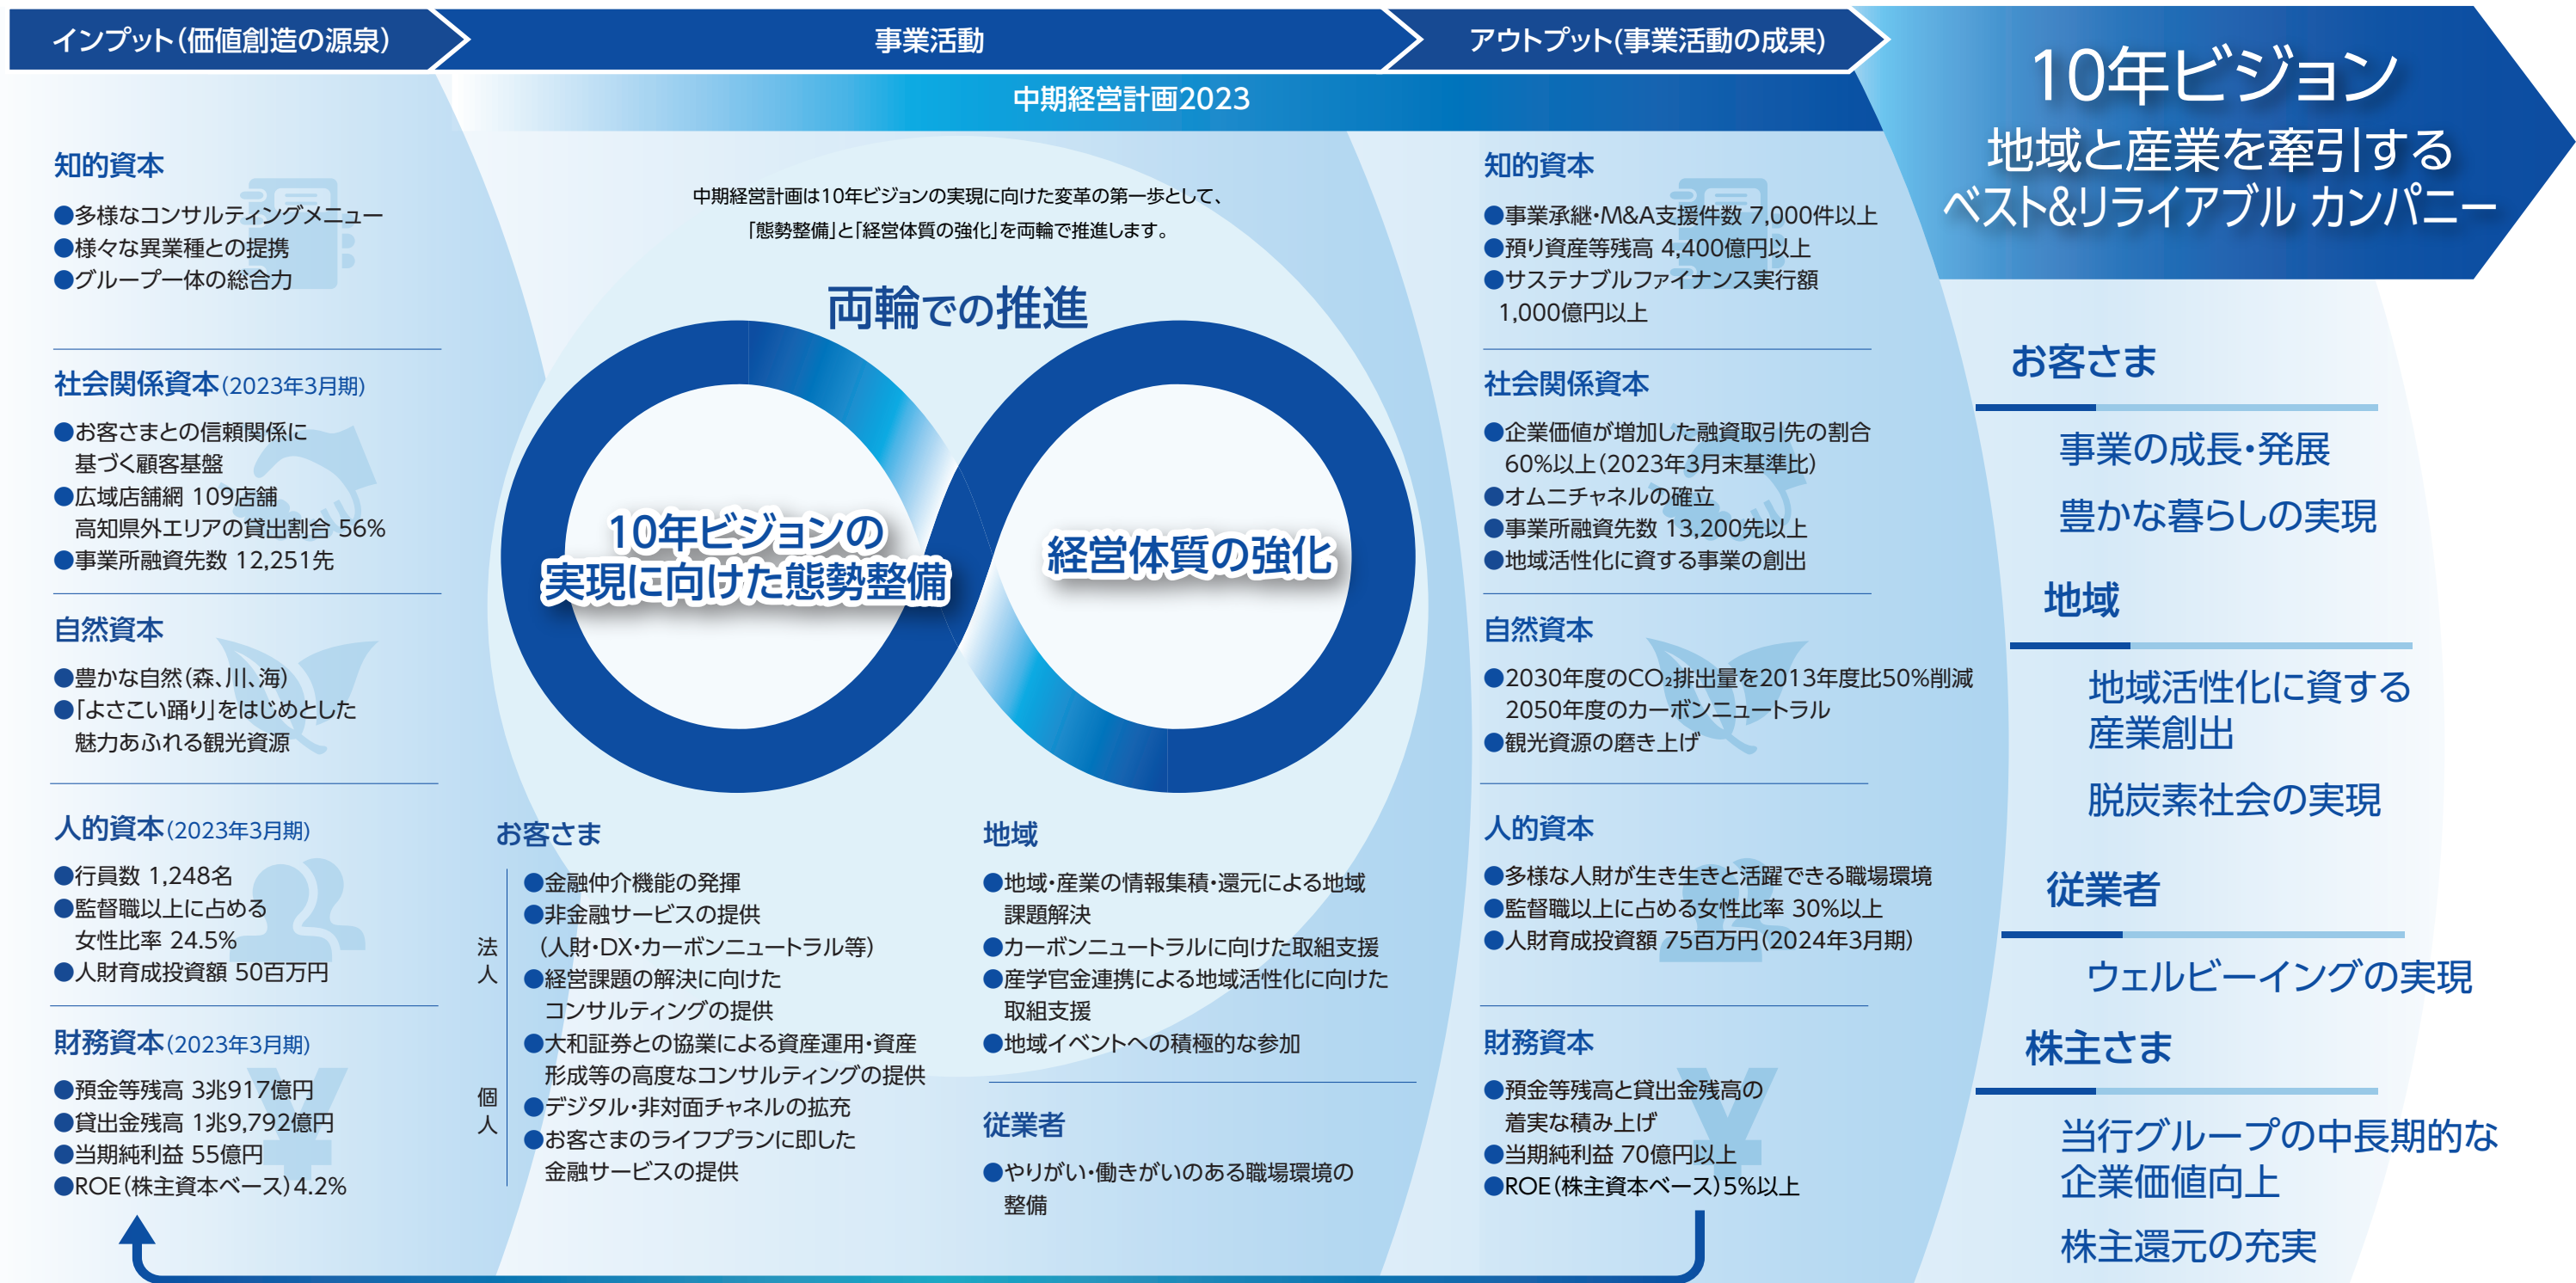 インプット(価値創造の源泉)
事業活動
アウトプット(事業活動の成果)
中期経営計画2023
10年ビジョン
地域と産業を牽引する
ベスト&リライアブル カンパニー
知的資本
●多様なコンサルティングメニュー
●様々な異業種との提携
●グループ一体の総合力
社会関係資本(2023年3月期)
●お客さまとの信頼関係に
基づく顧客基盤
●広域店舗網 109店舗
高知県外エリアの貸出割合 56%
●事業所融資先数 12,251先
自然資本
●豊かな自然(森、川、海)
●「よさこい踊り」をはじめとした
魅力あふれる観光資源
人的資本(2023年3月期)
●行員数 1,248名
●監督職以上に占める
女性比率 24.5%
●人財育成投資額 50百万円
財務資本(2023年3月期)
●預金等残高 3兆917億円
●貸出金残高 1兆9,792億円
●当期純利益 55億円
●ROE(株主資本ベース)4.2%
中期経営計画は10年ビジョンの実現に向けた変革の第一歩として、
「態勢整備」と「経営体質の強化」を両輪で推進します。
両輪での推進
10年ビジョンの
実現に向けた態勢整備
経営体質の強化
お客さま
法人
●金融仲介機能の発揮
●非金融サービスの提供
(人財・DX・カーボンニュートラル等)
●経営課題の解決に向けた
コンサルティングの提供
個人
●大和証券との協業による資産運用・資産
形成等の高度なコンサルティングの提供
●デジタル・非対面チャネルの拡充
●お客さまのライフプランに即した
金融サービスの提供
地域
●地域・産業の情報集積・還元による地域
課題解決
●カーボンニュートラルに向けた取組支援
●産学官金連携による地域活性化に向けた
取組支援
●地域イベントへの積極的な参加
従業者
●やりがい・働きがいのある職場環境の
整備
知的資本
●事業承継・M&A支援件数 7,000件以上
●預り資産等残高 4,400億円以上
●サステナブルファイナンス実行額
1,000億円以上
社会関係資本
●企業価値が増加した融資取引先の割合
60%以上(2023年3月末基準比)
●オムニチャネルの確立
●事業所融資先数 13,200先以上
●地域活性化に資する事業の創出
自然資本
●2030年度のCO₂排出量を2013年度比50%削減
2050年度のカーボンニュートラル
●観光資源の磨き上げ
人的資本
●多様な人財が生き生きと活躍できる職場環境
●監督職以上に占める女性比率 30%以上
●人財育成投資額 75百万円(2024年3月期)
財務資本
●預金等残高と貸出金残高の
着実な積み上げ
●当期純利益 70億円以上
●ROE(株主資本ベース)5%以上
お客さま
事業の成長・発展
豊かな暮らしの実現
地域
地域活性化に資する
産業創出
脱炭素社会の実現
従業者
ウェルビーイングの実現
株主さま
当行グループの中長期的な
企業価値向上
株主還元の充実